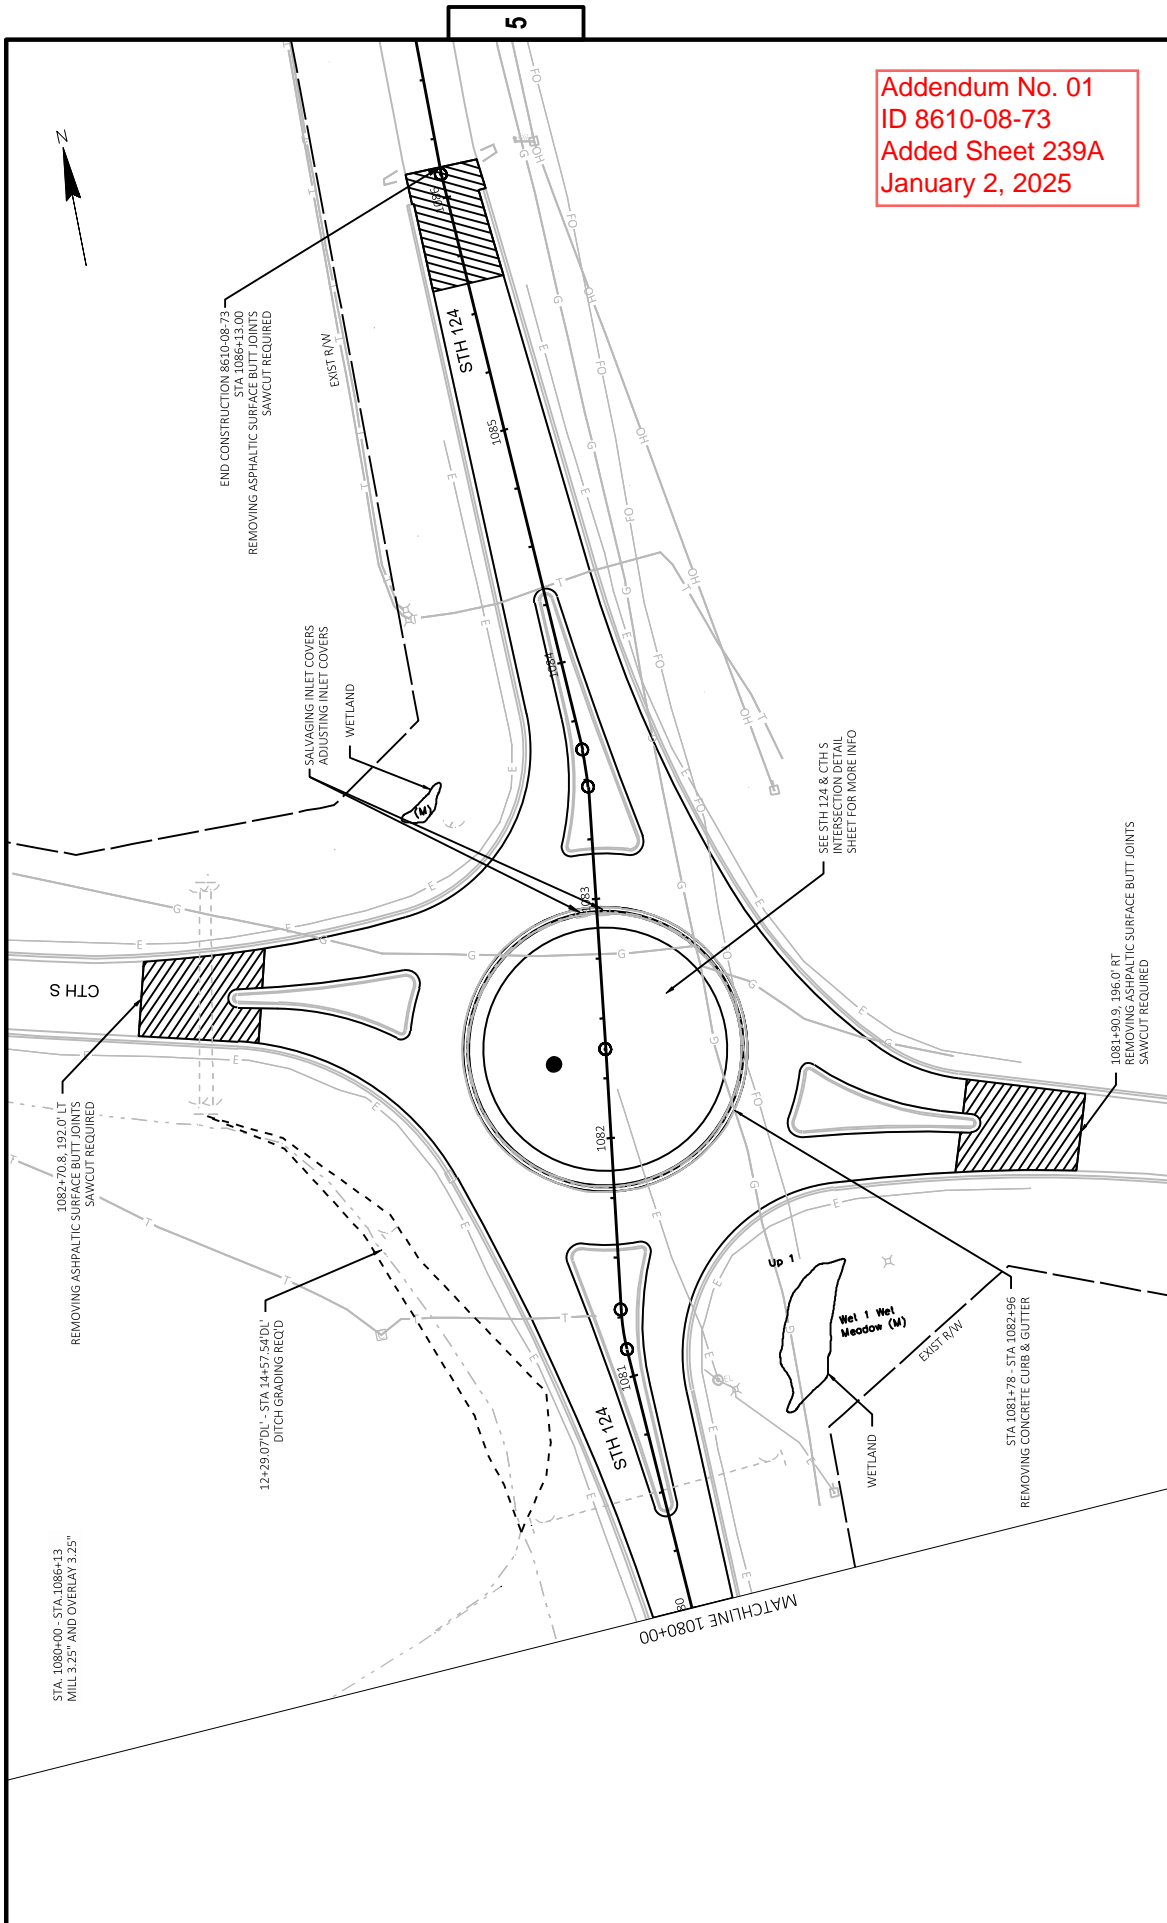 5
Addendum No. 01
ID 8610-08-73
Added Sheet 239A
January 2, 2025
N
END CONSTRUCTION 8610-08-73
STA 1086+13.00
REMOVING ASPHALTIC SURFACE BUTT JOINTS
SAWCUT REQUIRED
EXIST R/W
1086
STH 124
1085
SALVAGING INLET COVERS
ADJUSTING INLET COVERS
WETLAND
(M)
1084
SEE STH 124 & CTH S
INTERSECTION DETAIL
SHEET FOR MORE INFO
1083
CTH S
1082+70.8, 192.0' LT
REMOVING ASHPALTIC SURFACE BUTT JOINTS
SAWCUT REQUIRED
1081+90.9, 196.0' RT
REMOVING ASHPALTIC SURFACE BUTT JOINTS
SAWCUT REQUIRED
1082
12+29.07'DL' - STA 14+57.54'DL'
DITCH GRADING REQ'D
Up 1
Wet 1 Wet
Meadow (M)
EXIST R/W
WETLAND
STA 1081+78 - STA 1082+96
REMOVING CONCRETE CURB & GUTTER
1081
STH 124
80
MATCHLINE 1080+00
STA. 1080+00 - STA.1086+13
MILL 3.25" AND OVERLAY 3.25"